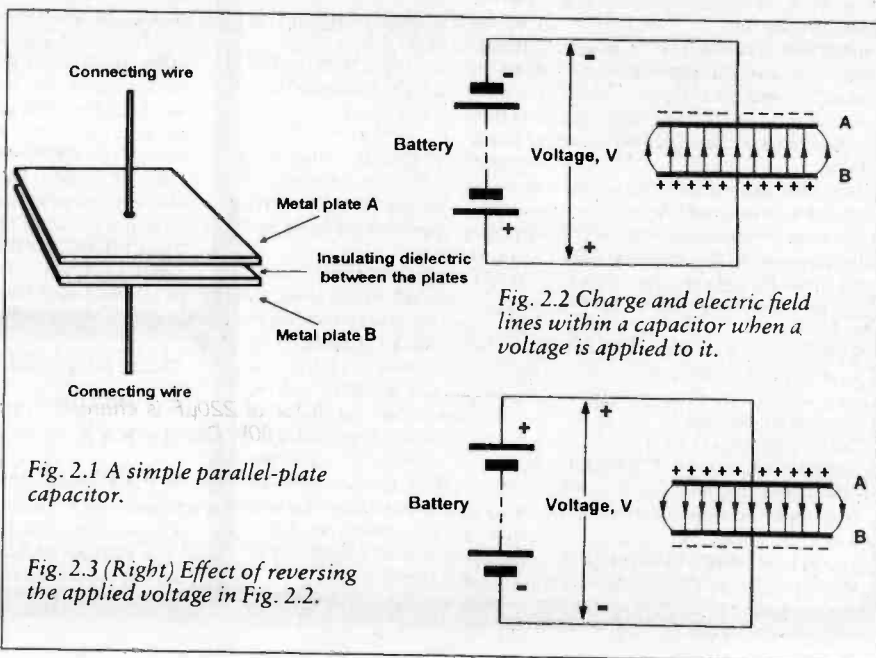 Connecting wire
Metal plate A
Insulating dielectric
between the plates
Metal plate B
Connecting wire
Fig. 2.1 A simple parallel-plate
capacitor.
-
-
Battery
Voltage, V
+
+
– – – – – – – – – –
A
B
+ + + + + + + + + +
Fig. 2.2 Charge and electric field
lines within a capacitor when a
voltage is applied to it.
+
+
Battery
Voltage, V
-
-
+ + + + + + + + + + +
A
B
– – – – – – – – – –
Fig. 2.3 (Right) Effect of reversing
the applied voltage in Fig. 2.2.
220µF is